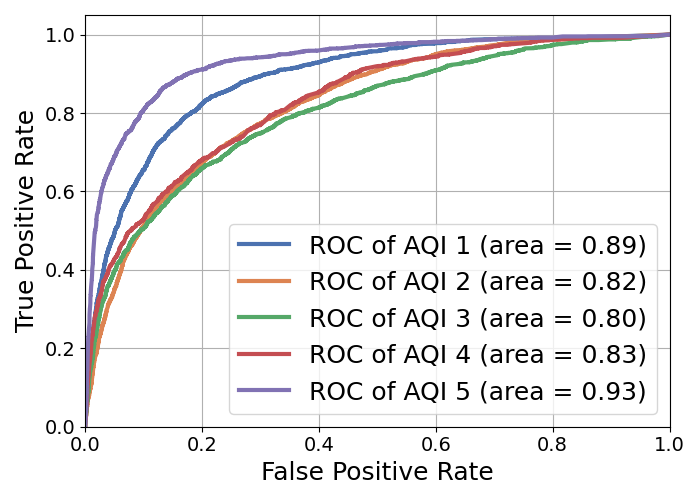 1.0
0.8
0.6
0.4
0.2
0.0
True Positive Rate
ROC of AQI 1 (area = 0.89)
ROC of AQI 2 (area = 0.82)
ROC of AQI 3 (area = 0.80)
ROC of AQI 4 (area = 0.83)
ROC of AQI 5 (area = 0.93)
0.0 0.2 0.4 0.6 0.8 1.0
False Positive Rate